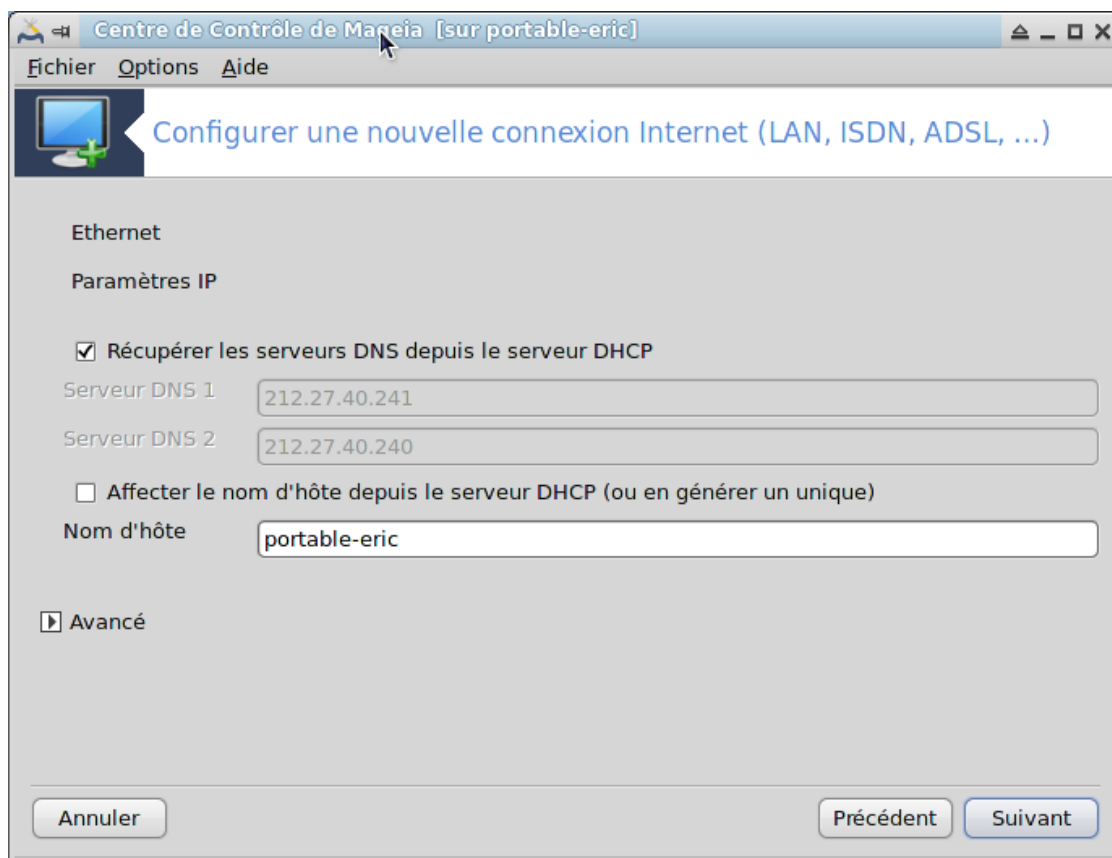 Centre de Contrôle de Mageia [sur portable-eric]
Fichier Options Aide
Configurer une nouvelle connexion Internet (LAN, ISDN, ADSL, ...)
Ethernet
Paramètres IP
Récupérer les serveurs DNS depuis le serveur DHCP
Serveur DNS 1 212.27.40.241
Serveur DNS 2 212.27.40.240
Affecter le nom d'hôte depuis le serveur DHCP (ou en générer un unique)
Nom d'hôte portable-eric
Avancé
Annuler Précédent Suivant